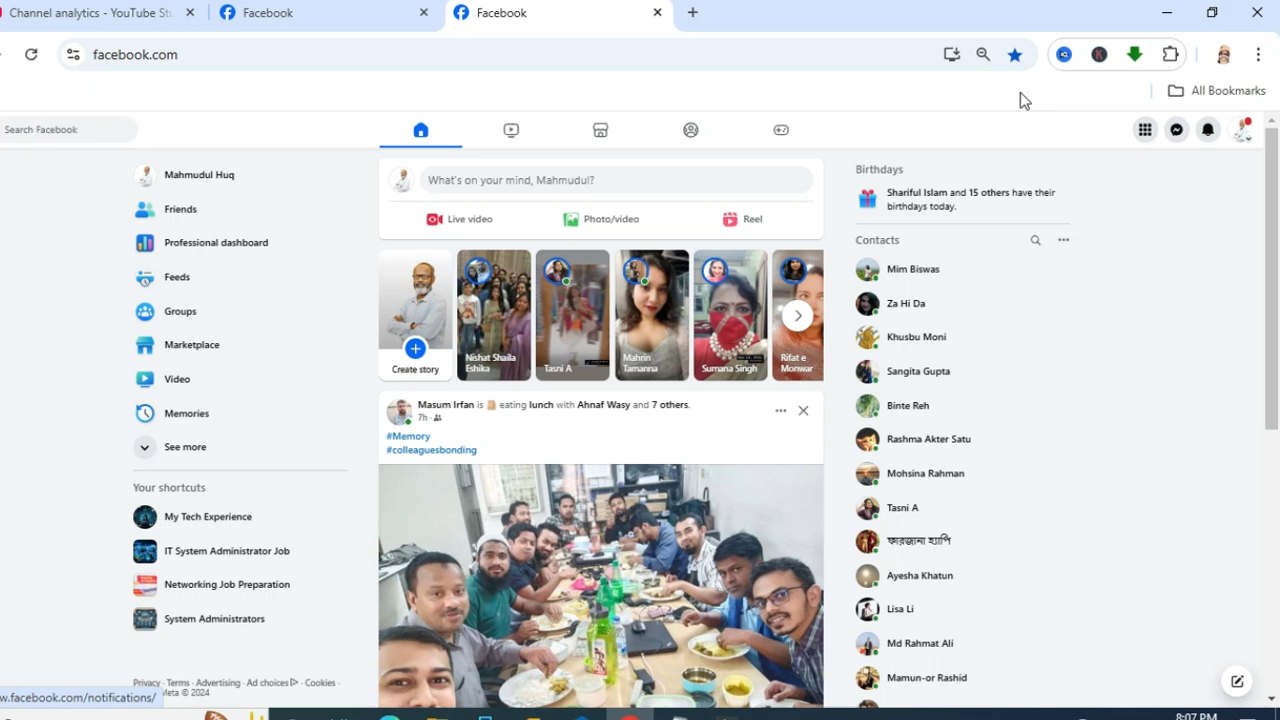 Channel analytics - YouTube Stu
Facebook
Facebook
facebook.com
All Bookmarks
Search Facebook
Mahmudul Huq
Friends
Professional dashboard
Feeds
Groups
Marketplace
Video
Memories
See more
Your shortcuts
My Tech Experience
IT System Administrator Job
Networking Job Preparation
System Administrators
Privacy · Terms · Advertising · Ad choices · Cookies ·
Meta © 2024
w.facebook.com/notifications/
What's on your mind, Mahmudul?
Live video
Photo/video
Reel
Create story
Nishat Shaila
Eshika
Tasni A
Mahrin
Tamanna
Sumana Singh
Rifat e
Monwar
Masum Irfan is eating lunch with Ahnaf Wasy and 7 others.
7h ·
#Memory
#colleaguesbonding
Birthdays
Shariful Islam and 15 others have their
birthdays today.
Contacts
Mim Biswas
Za Hi Da
Khusbu Moni
Sangita Gupta
Binte Reh
Rashma Akter Satu
Mohsina Rahman
Tasni A
ফারজানা হ্যাপি
Ayesha Khatun
Lisa Li
Md Rahmat Ali
Mamun-or Rashid
8:07 PM